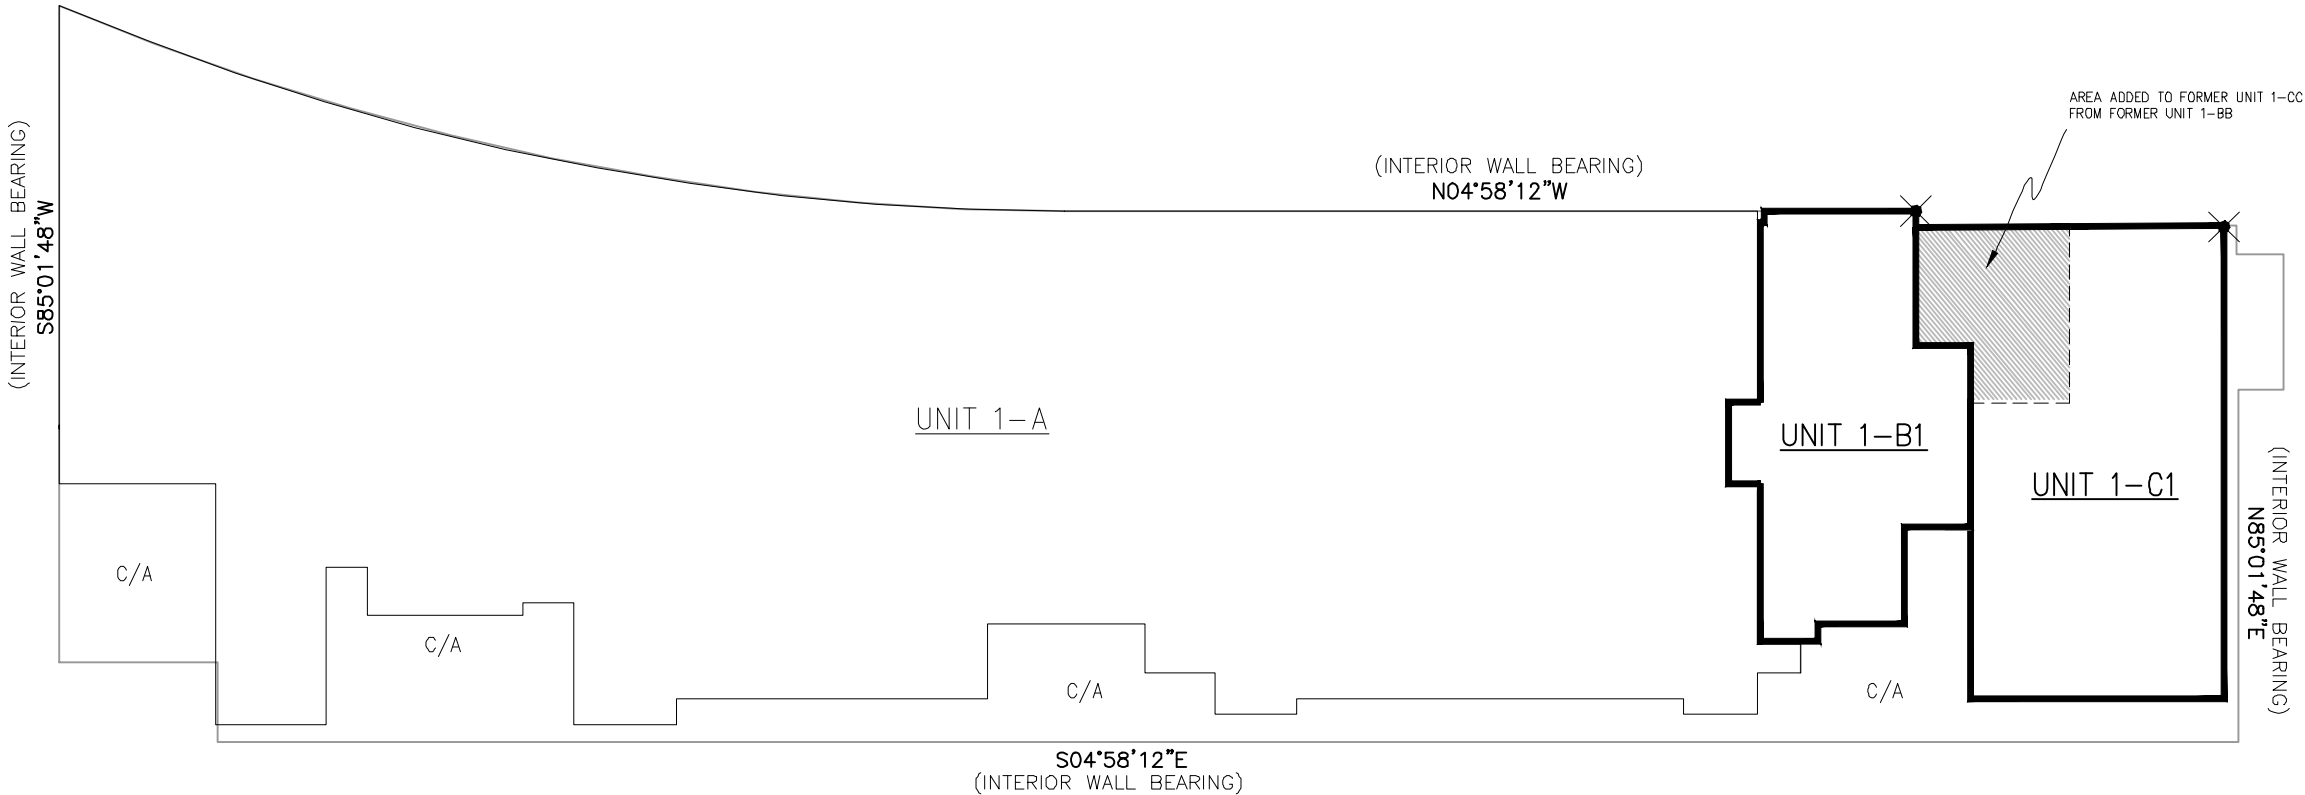 AREA ADDED TO FORMER UNIT 1-CC
FROM FORMER UNIT 1-BB
(INTERIOR WALL BEARING)
N04°58'12"W
(INTERIOR WALL BEARING)
S85°01'48"W
UNIT 1-A
UNIT 1-B1
UNIT 1-C1
(INTERIOR WALL BEARING)
N85°01'48"E
C/A
C/A
C/A
C/A
S04°58'12"E
(INTERIOR WALL BEARING)